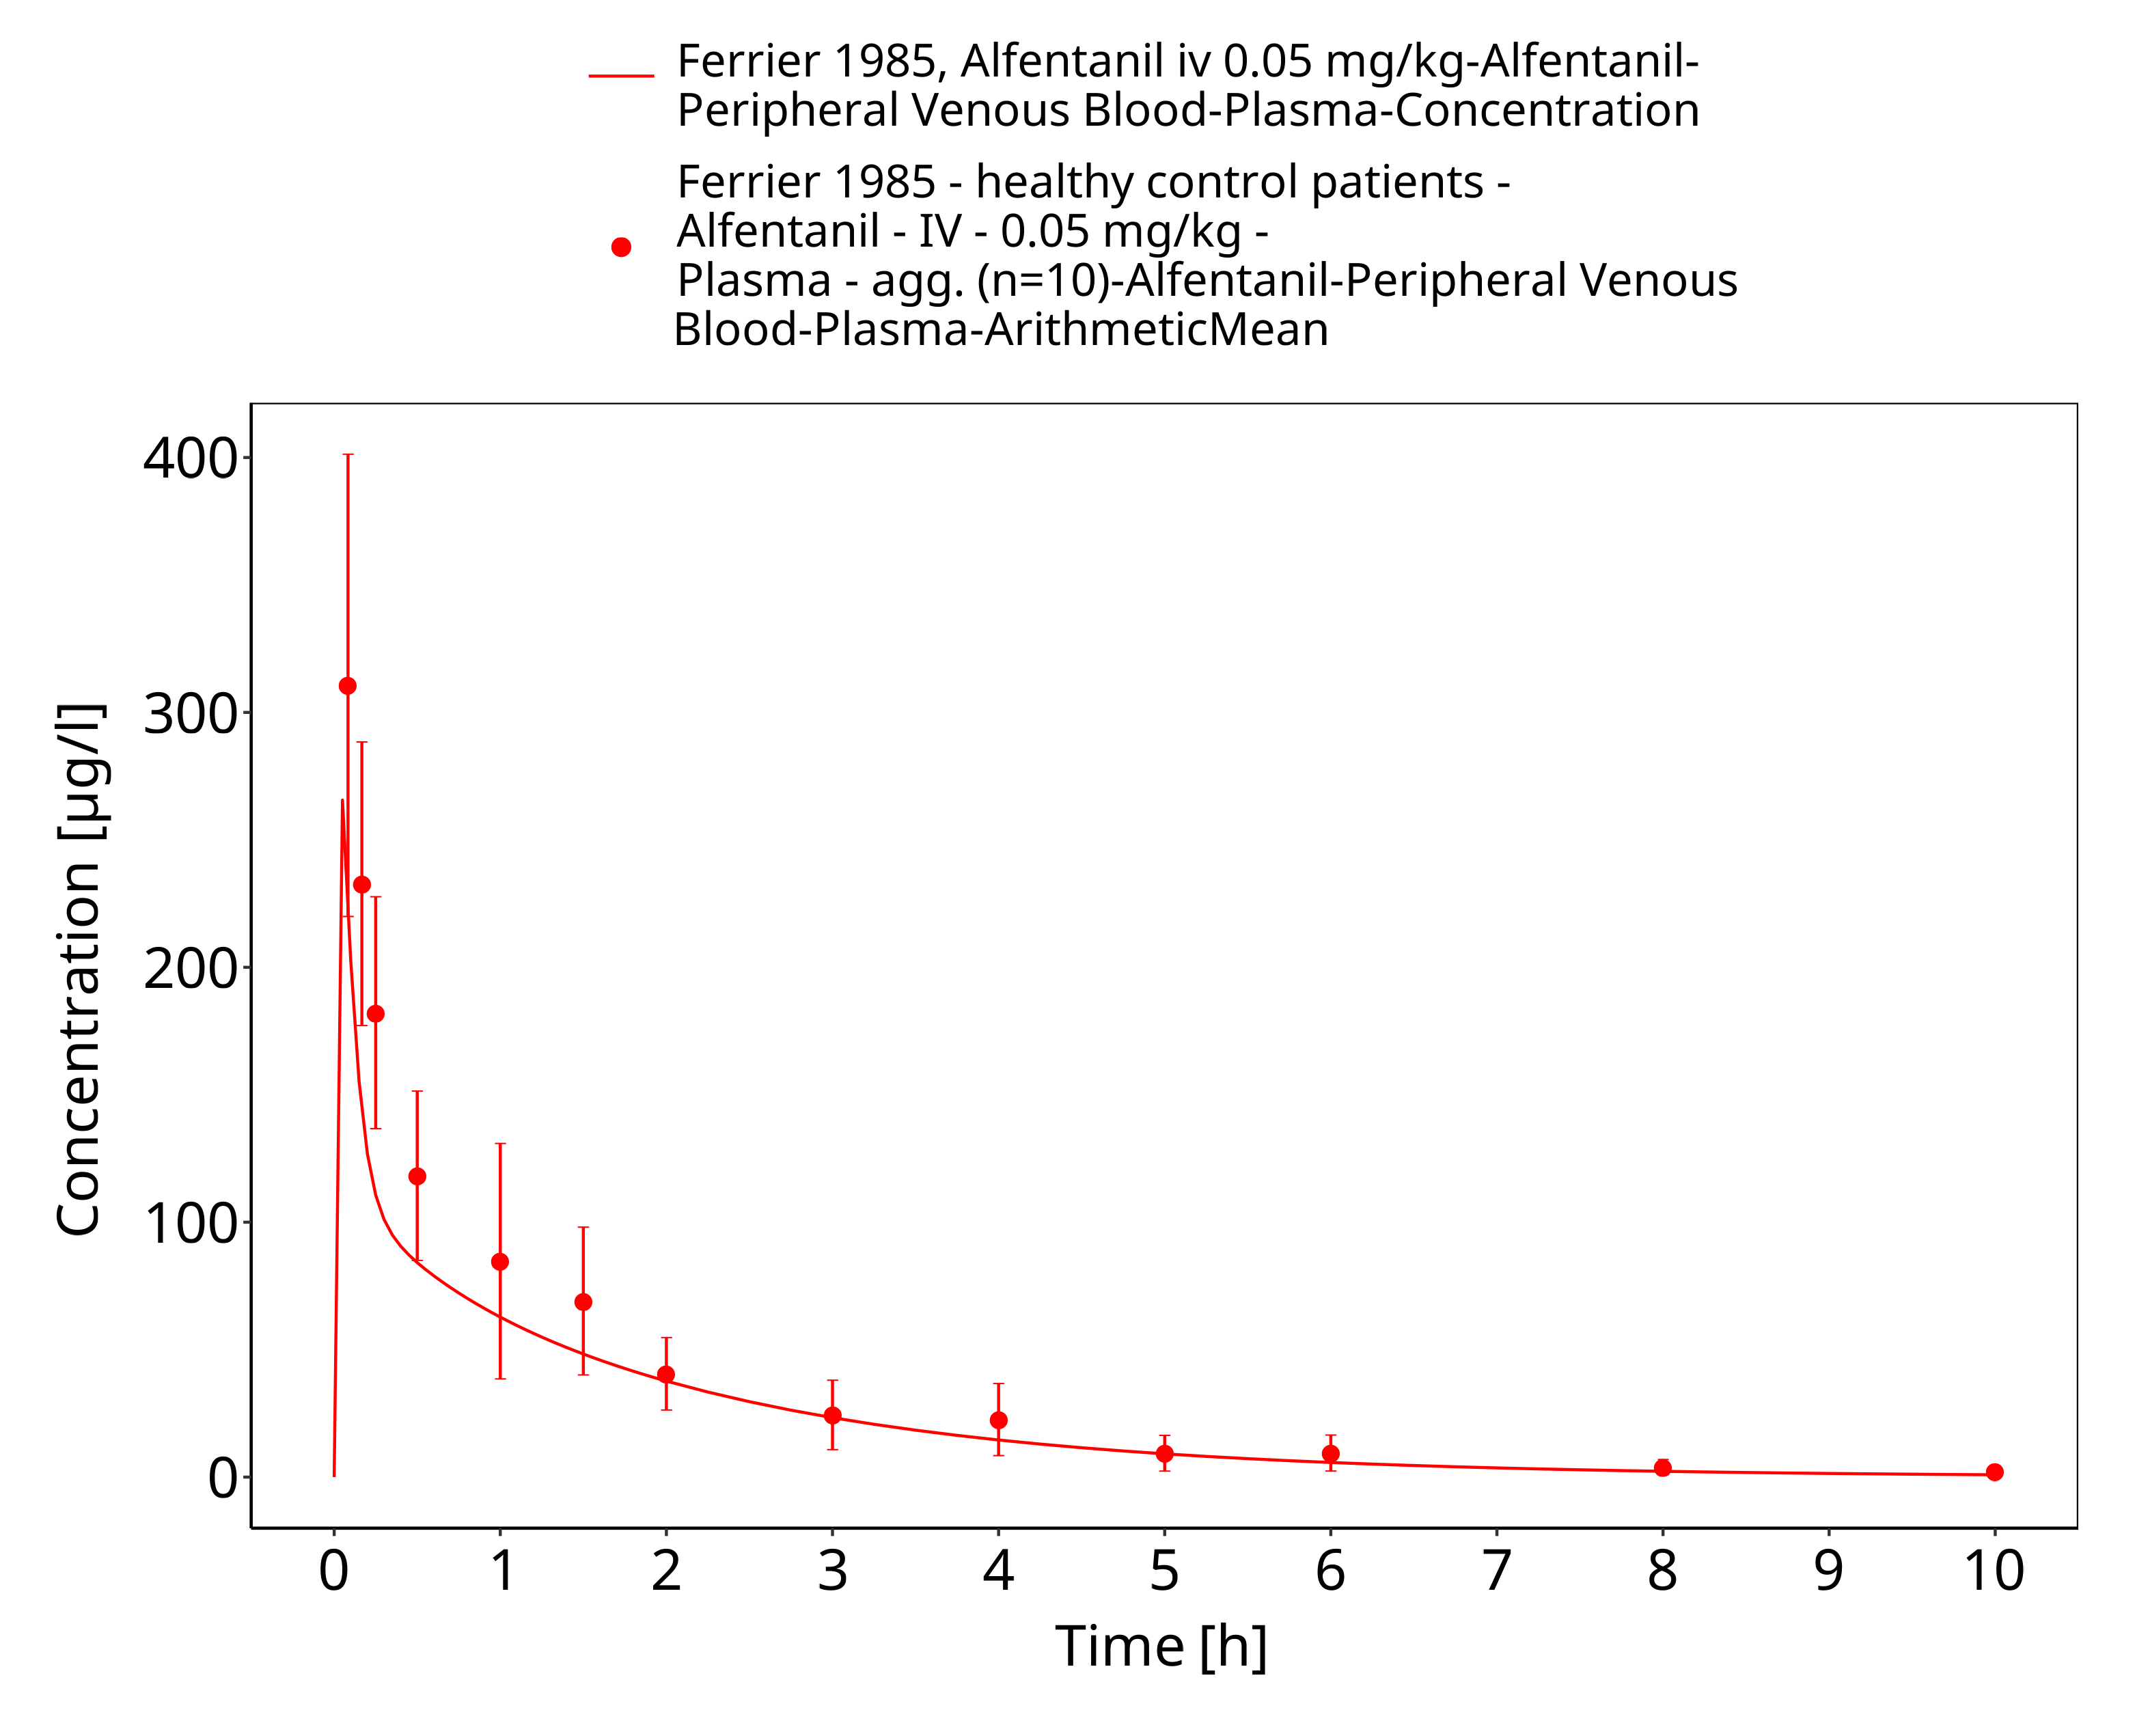 Ferrier 1985, Alfentanil iv 0.05 mg/kg-Alfentanil-
Peripheral Venous Blood-Plasma-Concentration
Ferrier 1985 - healthy control patients -
Alfentanil - IV - 0.05 mg/kg -
Plasma - agg. (n=10)-Alfentanil-Peripheral Venous
Blood-Plasma-ArithmeticMean
Concentration [µg/l]
400
300
200
100
0
0 1 2 3 4 5 6 7 8 9 10
Time [h]